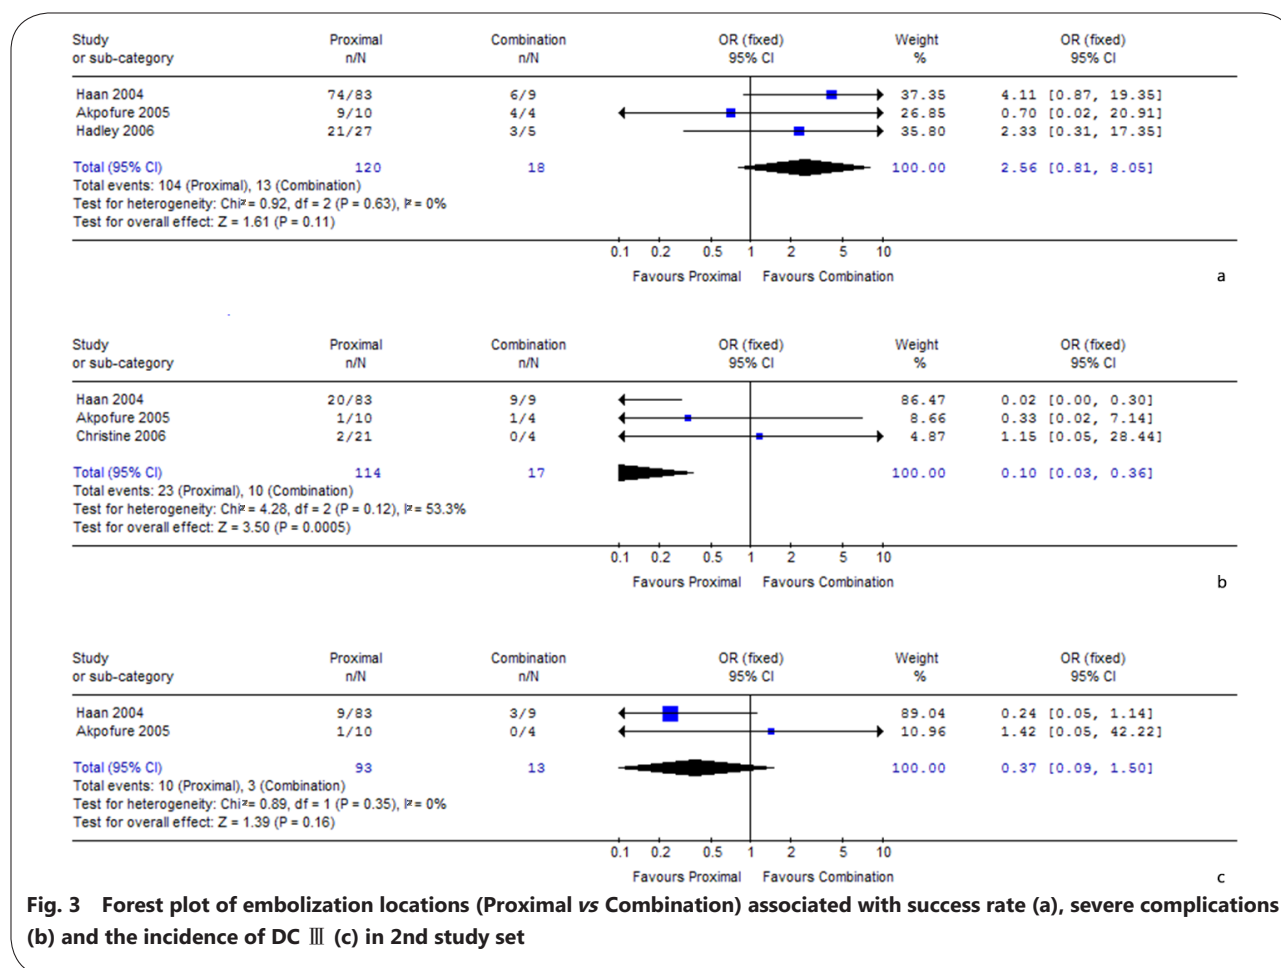 Study Proximal Combination OR (fixed) Weight OR (fixed)
or sub-category n/N n/N 95% CI % 95% CI
Haan 2004 74/83 6/9 37.35 4.11 [0.87, 19.35]
Akpofure 2005 9/10 4/4 26.85 0.70 [0.02, 20.91]
Hadley 2006 21/27 3/5 35.80 2.33 [0.31, 17.35]
Total (95% CI) 120 18 100.00 2.56 [0.81, 8.05]
Total events: 104 (Proximal), 13 (Combination)
Test for heterogeneity: Chi² = 0.92, df = 2 (P = 0.63), I² = 0%
Test for overall effect: Z = 1.61 (P = 0.11)
0.1 0.2 0.5 1 2 5 10
Favours Proximal Favours Combination a
Study Proximal Combination OR (fixed) Weight OR (fixed)
or sub-category n/N n/N 95% CI % 95% CI
Haan 2004 20/83 9/9 86.47 0.02 [0.00, 0.30]
Akpofure 2005 1/10 1/4 8.66 0.33 [0.02, 7.14]
Christine 2006 2/21 0/4 4.87 1.15 [0.05, 28.44]
Total (95% CI) 114 17 100.00 0.10 [0.03, 0.36]
Total events: 23 (Proximal), 10 (Combination)
Test for heterogeneity: Chi² = 4.28, df = 2 (P = 0.12), I² = 53.3%
Test for overall effect: Z = 3.50 (P = 0.0005)
0.1 0.2 0.5 1 2 5 10
Favours Proximal Favours Combination b
Study Proximal Combination OR (fixed) Weight OR (fixed)
or sub-category n/N n/N 95% CI % 95% CI
Haan 2004 9/83 3/9 89.04 0.24 [0.05, 1.14]
Akpofure 2005 1/10 0/4 10.96 1.42 [0.05, 42.22]
Total (95% CI) 93 13 100.00 0.37 [0.09, 1.50]
Total events: 10 (Proximal), 3 (Combination)
Test for heterogeneity: Chi² = 0.89, df = 1 (P = 0.35), I² = 0%
Test for overall effect: Z = 1.39 (P = 0.16)
0.1 0.2 0.5 1 2 5 10
Favours Proximal Favours Combination c
Fig. 3 Forest plot of embolization locations (Proximal vs Combination) associated with success rate (a), severe complications
(b) and the incidence of DC Ⅲ (c) in 2nd study set